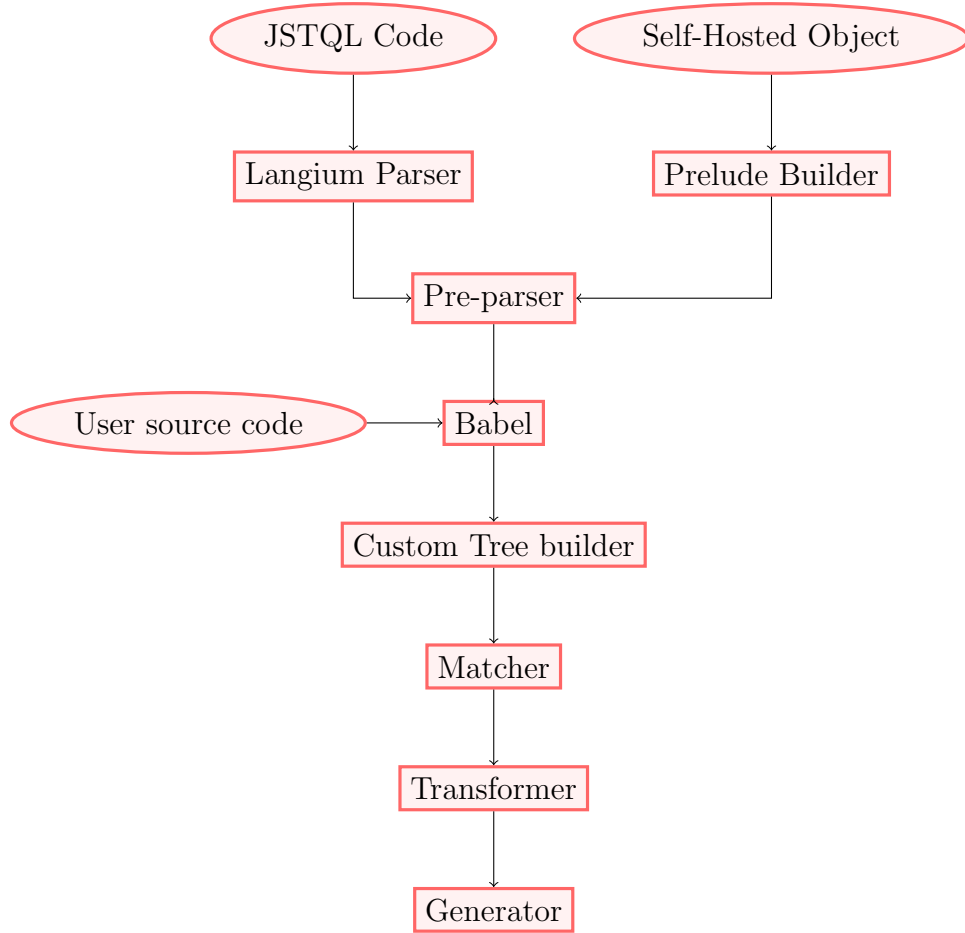 JSTQL Code
Self-Hosted Object
Langium Parser
Prelude Builder
Pre-parser
User source code
Babel
Custom Tree builder
Matcher
Transformer
Generator